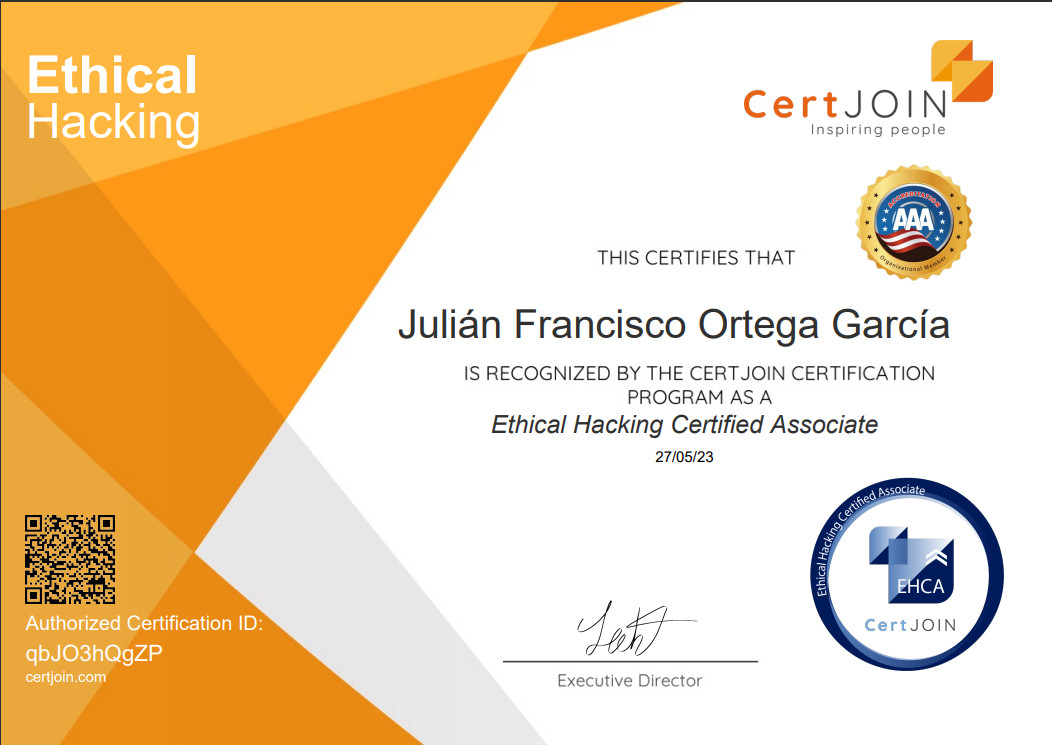 Ethical
Hacking
CertJOIN
Inspiring people
ACCREDITATION
AAA
Organisational Member
THIS CERTIFIES THAT
Julián Francisco Ortega García
IS RECOGNIZED BY THE CERTJOIN CERTIFICATION
PROGRAM AS A
Ethical Hacking Certified Associate
27/05/23
Ethical Hacking Certified Associate
EHCA
CertJOIN
Authorized Certification ID:
qbJO3hQgZP
certjoin.com
Executive Director